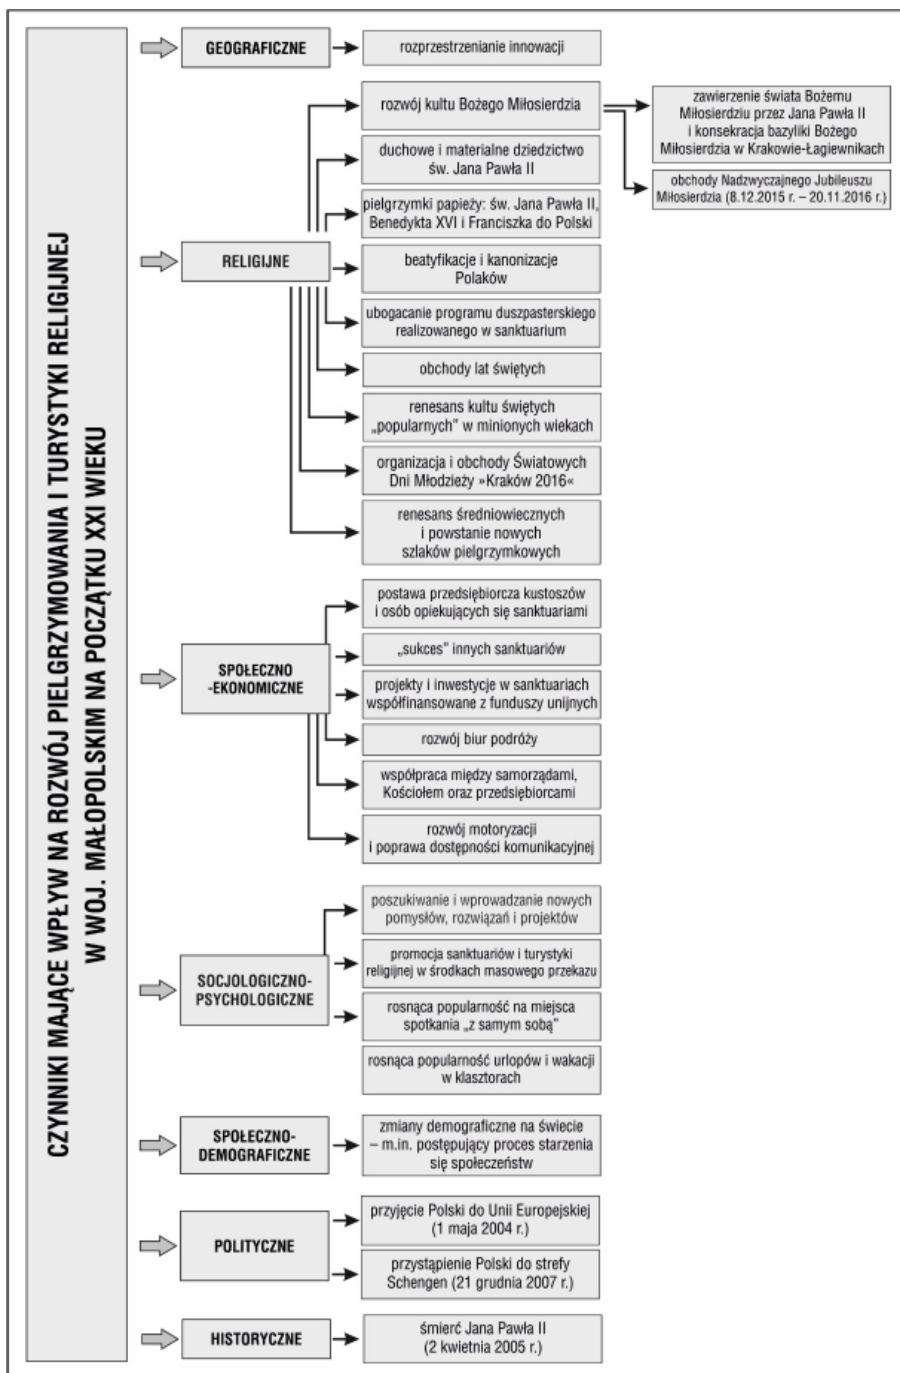 CZYNNIKI MAJĄCE WPŁYW NA ROZWÓJ PIELGRZYMOWANIA I TURYSTYKI RELIGIJNEJ
W WOJ. MAŁOPOLSKIM NA POCZĄTKU XXI WIEKU
GEOGRAFICZNE
rozprzestrzenianie innowacji
RELIGIJNE
rozwój kultu Bożego Miłosierdzia
zawierzenie świata Bożemu
Miłosierdziu przez Jana Pawła II
i konsekracja bazyliki Bożego
Miłosierdzia w Krakowie-Łagiewnikach
obchody Nadzwyczajnego Jubileuszu
Miłosierdzia (8.12.2015 r. – 20.11.2016 r.)
duchowe i materialne dziedzictwo
św. Jana Pawła II
pielgrzymki papieży: św. Jana Pawła II,
Benedykta XVI i Franciszka do Polski
beatyfikacje i kanonizacje
Polaków
ubogacanie programu duszpasterskiego
realizowanego w sanktuarium
obchody lat świętych
renesans kultu świętych
„popularnych” w minionych wiekach
organizacja i obchody Światowych
Dni Młodzieży »Kraków 2016«
renesans średniowiecznych
i powstanie nowych
szlaków pielgrzymkowych
SPOŁECZNO
-EKONOMICZNE
postawa przedsiębiorcza kustoszów
i osób opiekujących się sanktuariami
„sukces” innych sanktuariów
projekty i inwestycje w sanktuariach
współfinansowane z funduszy unijnych
rozwój biur podróży
współpraca między samorządami,
Kościołem oraz przedsiębiorcami
rozwój motoryzacji
i poprawa dostępności komunikacyjnej
SOCJOLOGICZNO-
PSYCHOLOGICZNE
poszukiwanie i wprowadzanie nowych
pomysłów, rozwiązań i projektów
promocja sanktuariów i turystyki
religijnej w środkach masowego przekazu
rosnąca popularność na miejsca
spotkania „z samym sobą”
rosnąca popularność urlopów i wakacji
w klasztorach
SPOŁECZNO-
DEMOGRAFICZNE
zmiany demograficzne na świecie
– m.in. postępujący proces starzenia
się społeczeństw
POLITYCZNE
przyjęcie Polski do Unii Europejskiej
(1 maja 2004 r.)
przystąpienie Polski do strefy
Schengen (21 grudnia 2007 r.)
HISTORYCZNE
śmierć Jana Pawła II
(2 kwietnia 2005 r.)